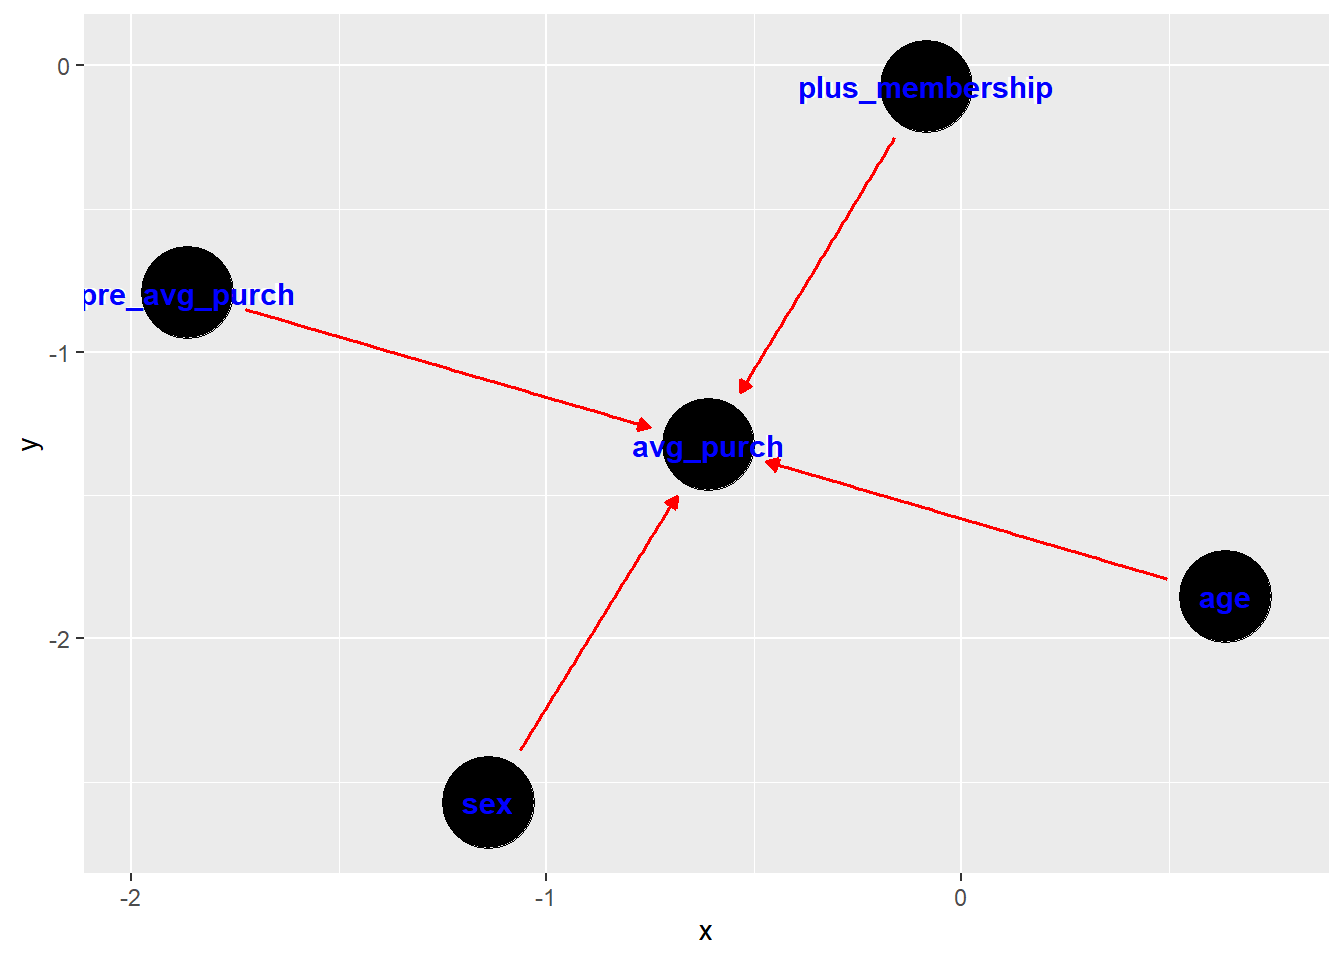 0
plus_membership
pre_avg_purch
-1
y
avg_purch
age
-2
sex
-2
-1
0
x